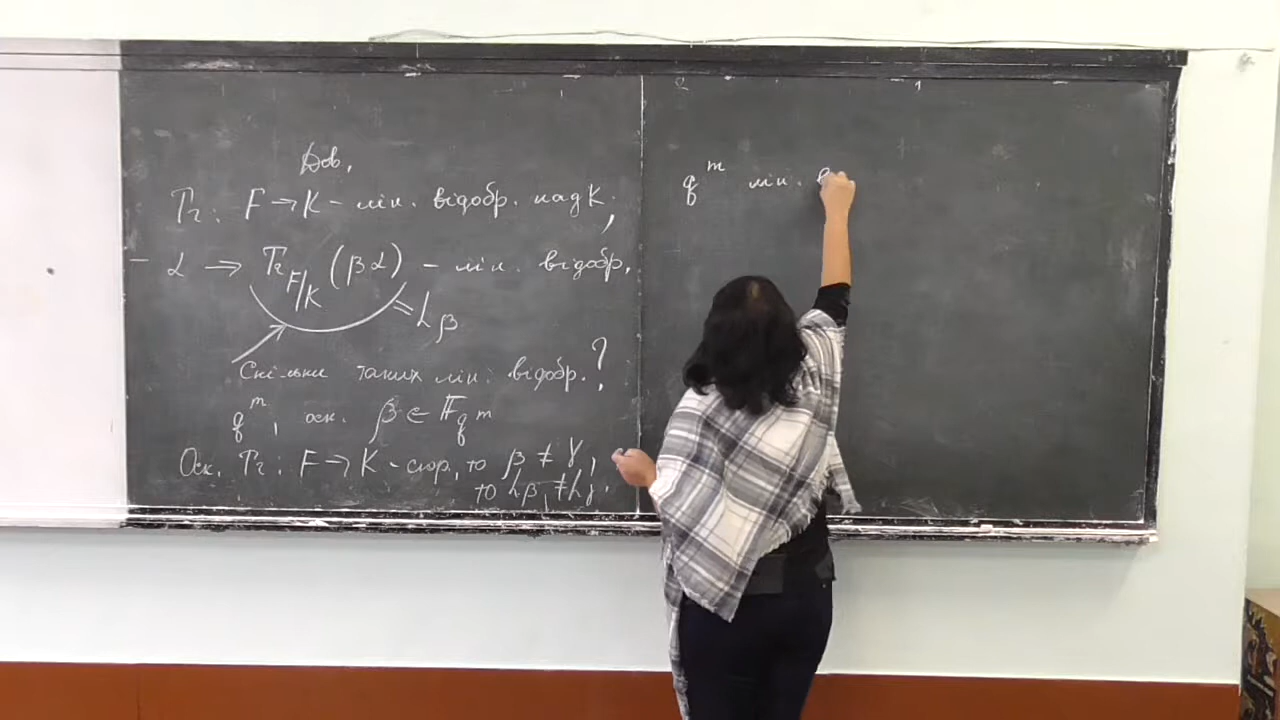 Дов.
Tr: F → K – лін. відобр. над K;
– α → Tr_{F/K}(βα) – лін. відобр.
= L_β
Скільки таких лін. відобр.?
q^m, оск. β ∈ 𝔽_{q^m}
Оск. Tr: F → K – сюр., то β ≠ γ,
то L_β ≠ L_γ.
q^m лін. в